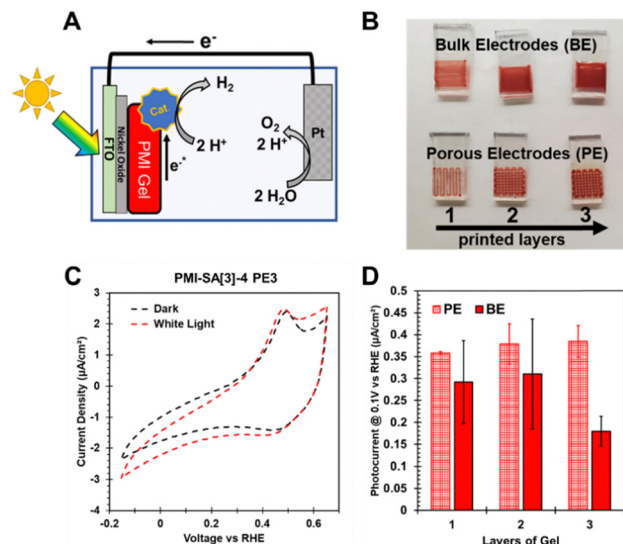 A
e-
H₂
Cat
2 H⁺
e-*
FTO
Nickel Oxide
PMI Gel
O₂
2 H⁺
2 H₂O
Pt
B
Bulk Electrodes (BE)
Porous Electrodes (PE)
1 2 3
printed layers
C
PMI-SA[3]-4 PE3
Dark
White Light
Current Density (µA/cm²)
3
2
1
0
-1
-2
-3
-4
-0.2 0 0.2 0.4 0.6
Voltage vs RHE
D
PE BE
Photocurrent @ 0.1V vs RHE (µA/cm²)
0.5
0.45
0.4
0.35
0.3
0.25
0.2
0.15
0.1
0.05
0
1 2 3
Layers of Gel